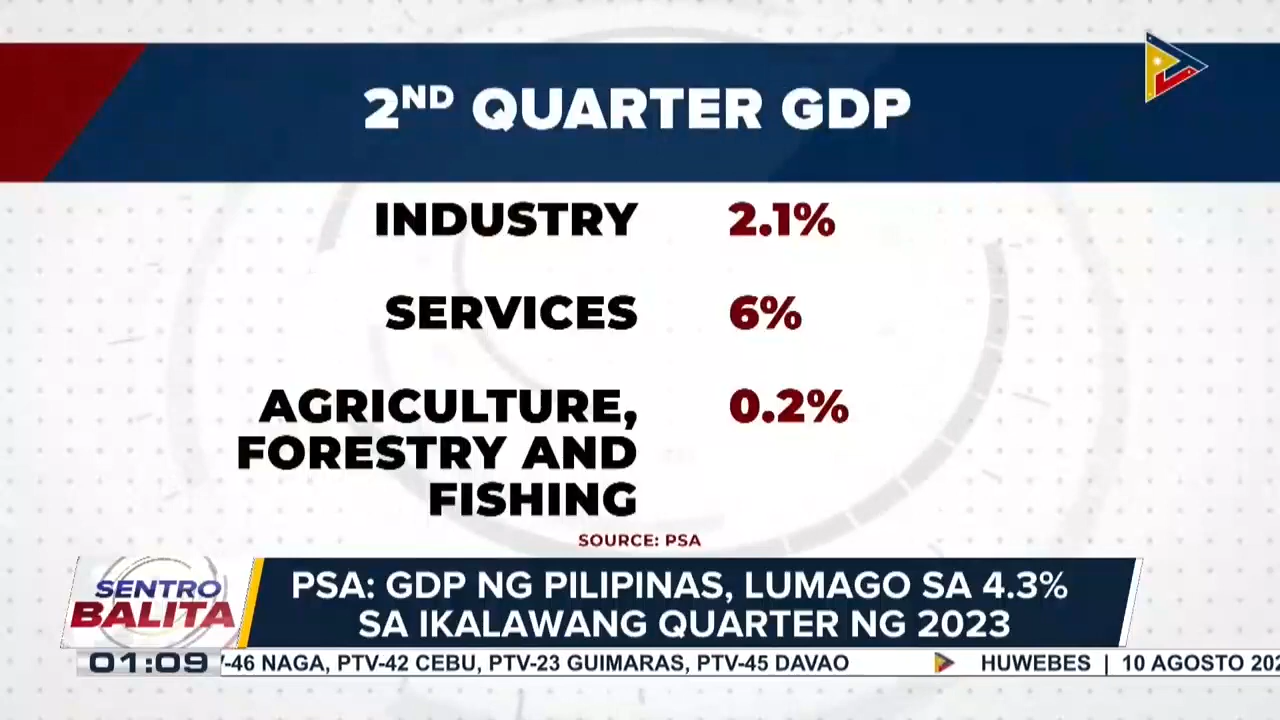 2ND QUARTER GDP
INDUSTRY 2.1%
SERVICES 6%
AGRICULTURE, 0.2%
FORESTRY AND
FISHING
SOURCE: PSA
SENTRO
BALITA
PSA: GDP NG PILIPINAS, LUMAGO SA 4.3%
SA IKALAWANG QUARTER NG 2023
01:09 -46 NAGA, PTV-42 CEBU, PTV-23 GUIMARAS, PTV-45 DAVAO HUWEBES | 10 AGOSTO 202